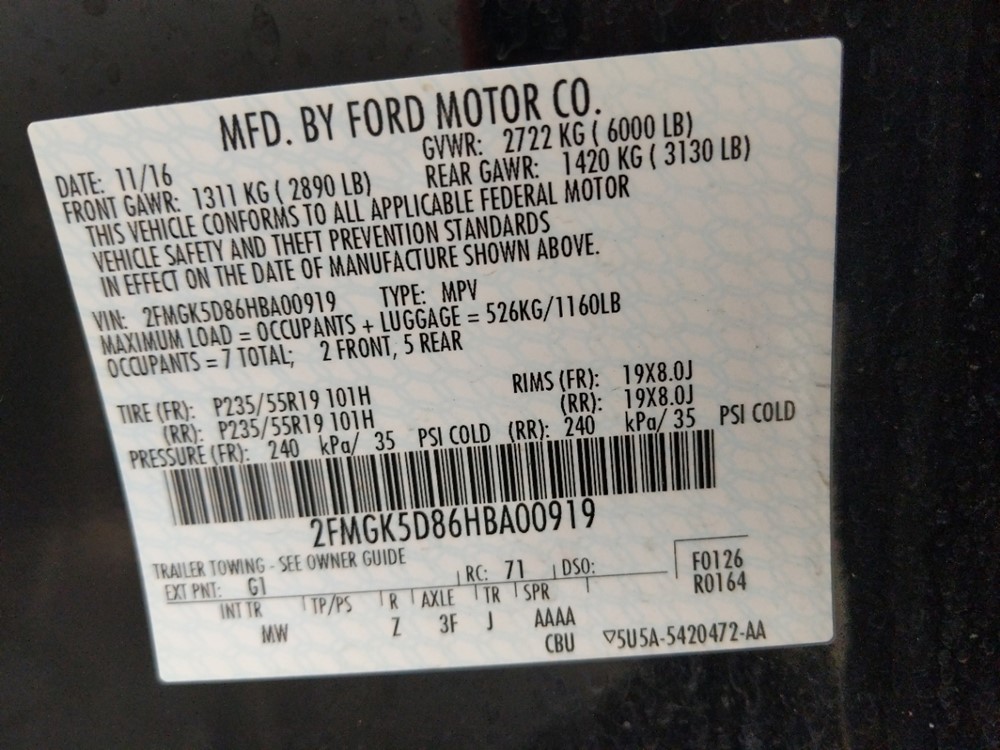 MFD. BY FORD MOTOR CO.
DATE: 11/16 GVWR: 2722 KG ( 6000 LB)
FRONT GAWR: 1311 KG ( 2890 LB) REAR GAWR: 1420 KG ( 3130 LB)
THIS VEHICLE CONFORMS TO ALL APPLICABLE FEDERAL MOTOR
VEHICLE SAFETY AND THEFT PREVENTION STANDARDS
IN EFFECT ON THE DATE OF MANUFACTURE SHOWN ABOVE.
VIN: 2FMGK5D86HBA00919 TYPE: MPV
MAXIMUM LOAD = OCCUPANTS + LUGGAGE = 526KG/1160LB
OCCUPANTS = 7 TOTAL; 2 FRONT, 5 REAR
TIRE (FR): P235/55R19 101H RIMS (FR): 19X8.0J
(RR): P235/55R19 101H (RR): 19X8.0J
PRESSURE (FR): 240 kPa/ 35 PSI COLD (RR): 240 kPa/ 35 PSI COLD
2FMGK5D86HBA00919
TRAILER TOWING - SEE OWNER GUIDE
EXT PNT: G1 RC: 71 DSO: F0126
R0164
INT TR TP/PS R AXLE TR SPR
MW Z 3F J AAAA
CBU ▽5U5A-5420472-AA